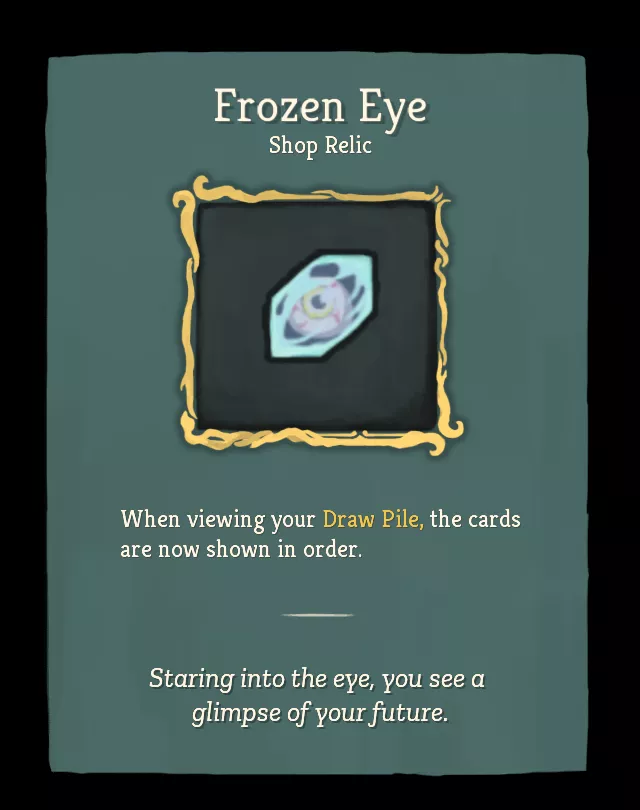 Frozen Eye
Shop Relic
When viewing your Draw Pile, the cards
are now shown in order.
Staring into the eye, you see a
glimpse of your future.